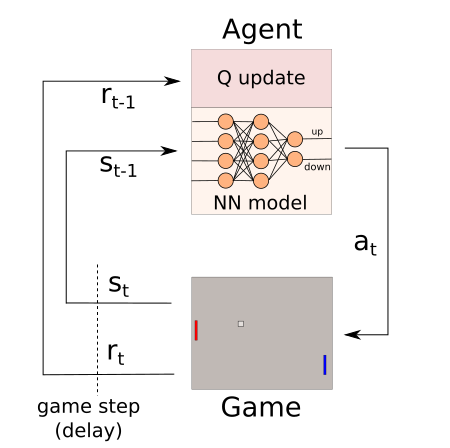 Agent
Q update
r_{t-1}
up
s_{t-1}
down
NN model
a_t
s_t
r_t
game step
(delay)
Game